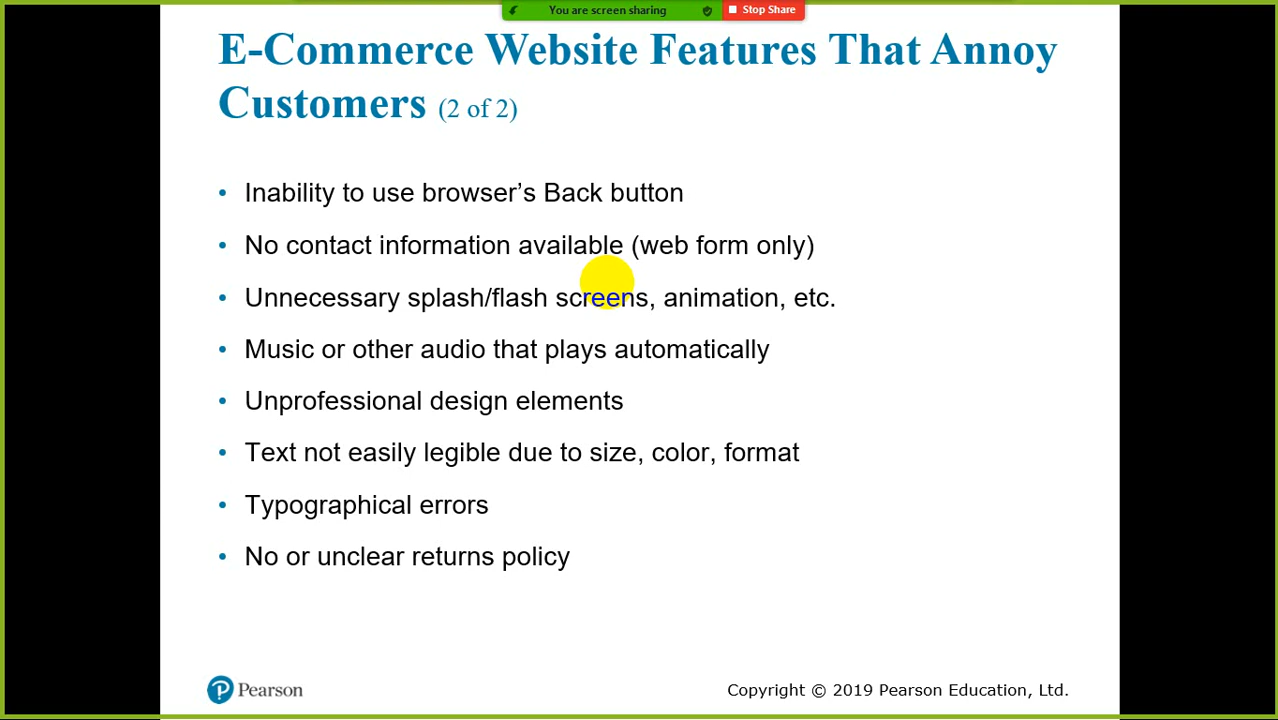 You are screen sharing
Stop Share
E-Commerce Website Features That Annoy
Customers (2 of 2)
• Inability to use browser’s Back button
• No contact information available (web form only)
• Unnecessary splash/flash screens, animation, etc.
• Music or other audio that plays automatically
• Unprofessional design elements
• Text not easily legible due to size, color, format
• Typographical errors
• No or unclear returns policy
P Pearson
Copyright © 2019 Pearson Education, Ltd.